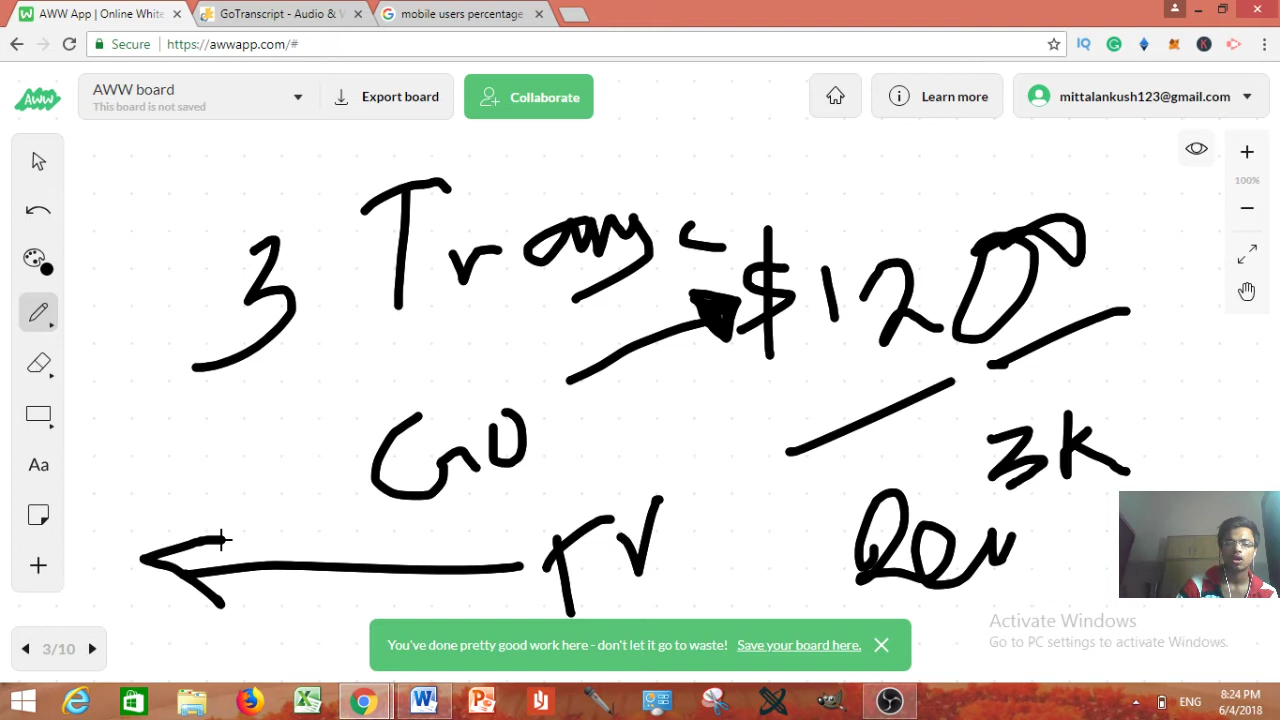 AWW App | Online White
GoTranscript - Audio & V
mobile users percentage
Secure
https://awwapp.com/#
AWW board
This board is not saved
Export board
Collaborate
Learn more
mittalankush123@gmail.com
AWW
100%
3
$120
GO
3K
Aa
3/10
You've done pretty good work here - don't let it go to waste! Save your board here.
Activate Windows
Go to PC settings to activate Windows.
ENG
8:24 PM
6/4/2018